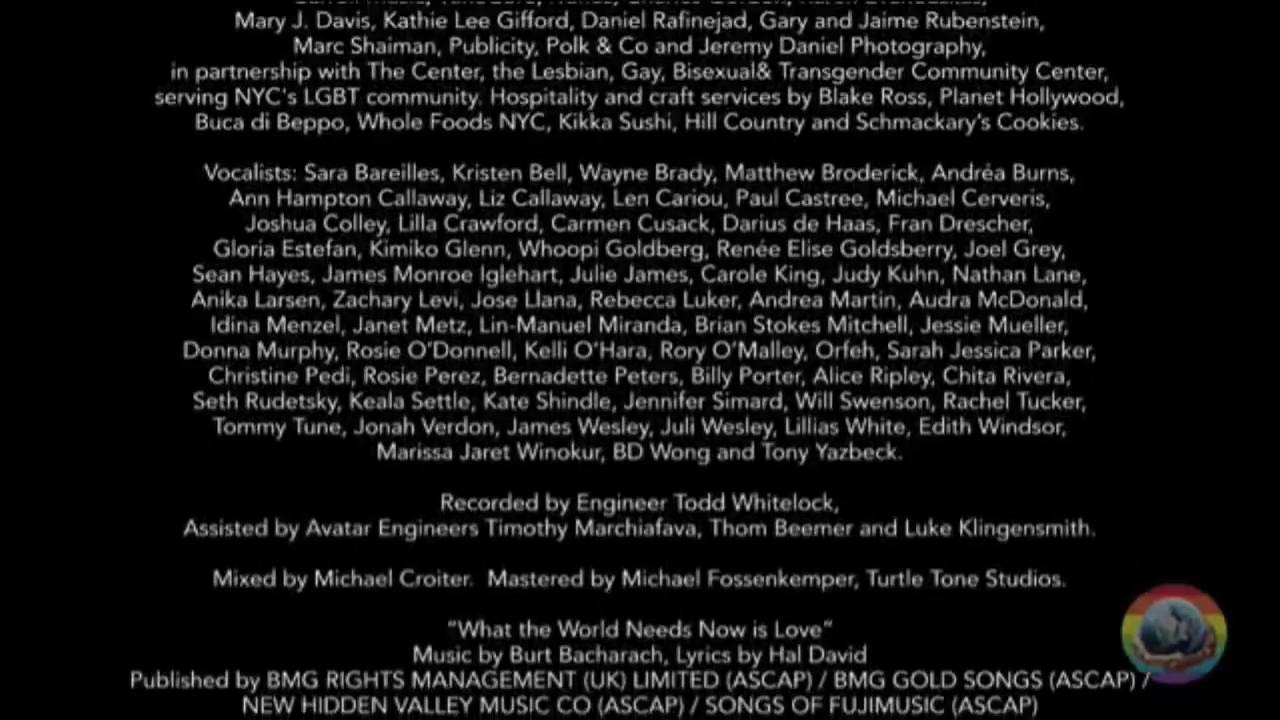 Mary J. Davis, Kathie Lee Gifford, Daniel Rafinejad, Gary and Jaime Rubenstein,
Marc Shaiman, Publicity, Polk & Co and Jeremy Daniel Photography,
in partnership with The Center, the Lesbian, Gay, Bisexual& Transgender Community Center,
serving NYC's LGBT community. Hospitality and craft services by Blake Ross, Planet Hollywood,
Buca di Beppo, Whole Foods NYC, Kikka Sushi, Hill Country and Schmackary's Cookies.
Vocalists: Sara Bareilles, Kristen Bell, Wayne Brady, Matthew Broderick, Andréa Burns,
Ann Hampton Callaway, Liz Callaway, Len Cariou, Paul Castree, Michael Cerveris,
Joshua Colley, Lilla Crawford, Carmen Cusack, Darius de Haas, Fran Drescher,
Gloria Estefan, Kimiko Glenn, Whoopi Goldberg, Renée Elise Goldsberry, Joel Grey,
Sean Hayes, James Monroe Iglehart, Julie James, Carole King, Judy Kuhn, Nathan Lane,
Anika Larsen, Zachary Levi, Jose Llana, Rebecca Luker, Andrea Martin, Audra McDonald,
Idina Menzel, Janet Metz, Lin-Manuel Miranda, Brian Stokes Mitchell, Jessie Mueller,
Donna Murphy, Rosie O'Donnell, Kelli O'Hara, Rory O'Malley, Orfeh, Sarah Jessica Parker,
Christine Pedi, Rosie Perez, Bernadette Peters, Billy Porter, Alice Ripley, Chita Rivera,
Seth Rudetsky, Keala Settle, Kate Shindle, Jennifer Simard, Will Swenson, Rachel Tucker,
Tommy Tune, Jonah Verdon, James Wesley, Juli Wesley, Lillias White, Edith Windsor,
Marissa Jaret Winokur, BD Wong and Tony Yazbeck.
Recorded by Engineer Todd Whitelock,
Assisted by Avatar Engineers Timothy Marchiafava, Thom Beemer and Luke Klingensmith.
Mixed by Michael Croiter. Mastered by Michael Fossenkemper, Turtle Tone Studios.
"What the World Needs Now is Love"
Music by Burt Bacharach, Lyrics by Hal David
Published by BMG RIGHTS MANAGEMENT (UK) LIMITED (ASCAP) / BMG GOLD SONGS (ASCAP) /
NEW HIDDEN VALLEY MUSIC CO (ASCAP) / SONGS OF FUJIMUSIC (ASCAP)